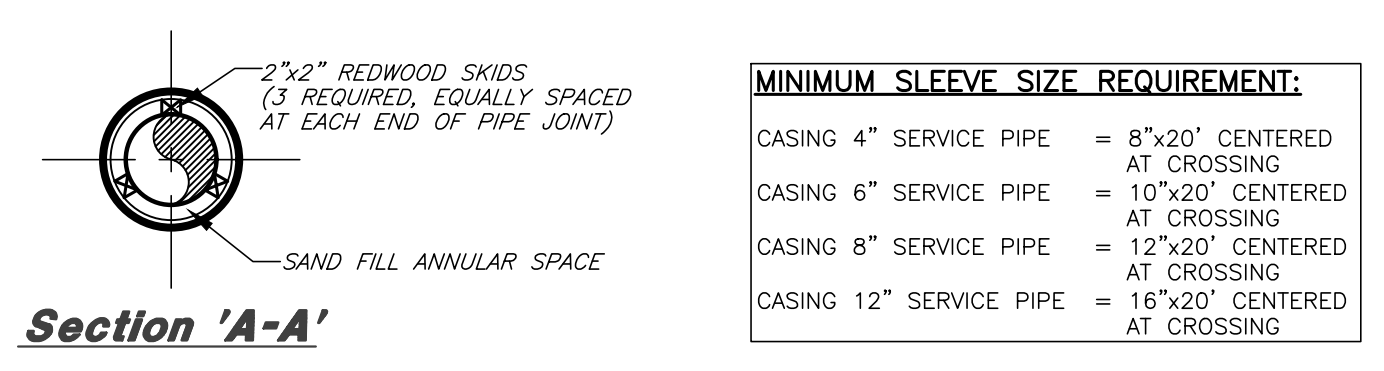 2”x2” REDWOOD SKIDS
(3 REQUIRED, EQUALLY SPACED
AT EACH END OF PIPE JOINT)
SAND FILL ANNULAR SPACE
Section 'A-A'
MINIMUM SLEEVE SIZE REQUIREMENT:
CASING 4” SERVICE PIPE = 8”x20' CENTERED
AT CROSSING
CASING 6” SERVICE PIPE = 10”x20' CENTERED
AT CROSSING
CASING 8” SERVICE PIPE = 12”x20' CENTERED
AT CROSSING
CASING 12” SERVICE PIPE = 16”x20' CENTERED
AT CROSSING